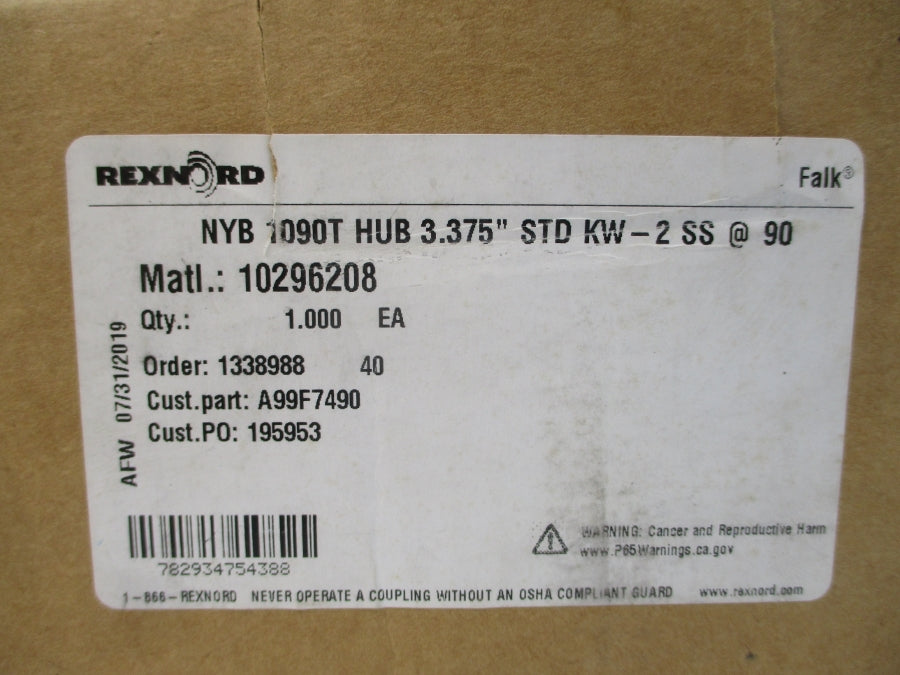 REXNORD
Falk®
NYB 1090T HUB 3.375" STD KW-2 SS @ 90
Matl.: 10296208
Qty.: 1.000 EA
Order: 1338988 40
Cust.part: A99F7490
Cust.PO: 195953
AFW 07/31/2019
782934754388
WARNING: Cancer and Reproductive Harm
www.P65Warnings.ca.gov
1-866-REXNORD NEVER OPERATE A COUPLING WITHOUT AN OSHA COMPLIANT GUARD www.rexnord.com